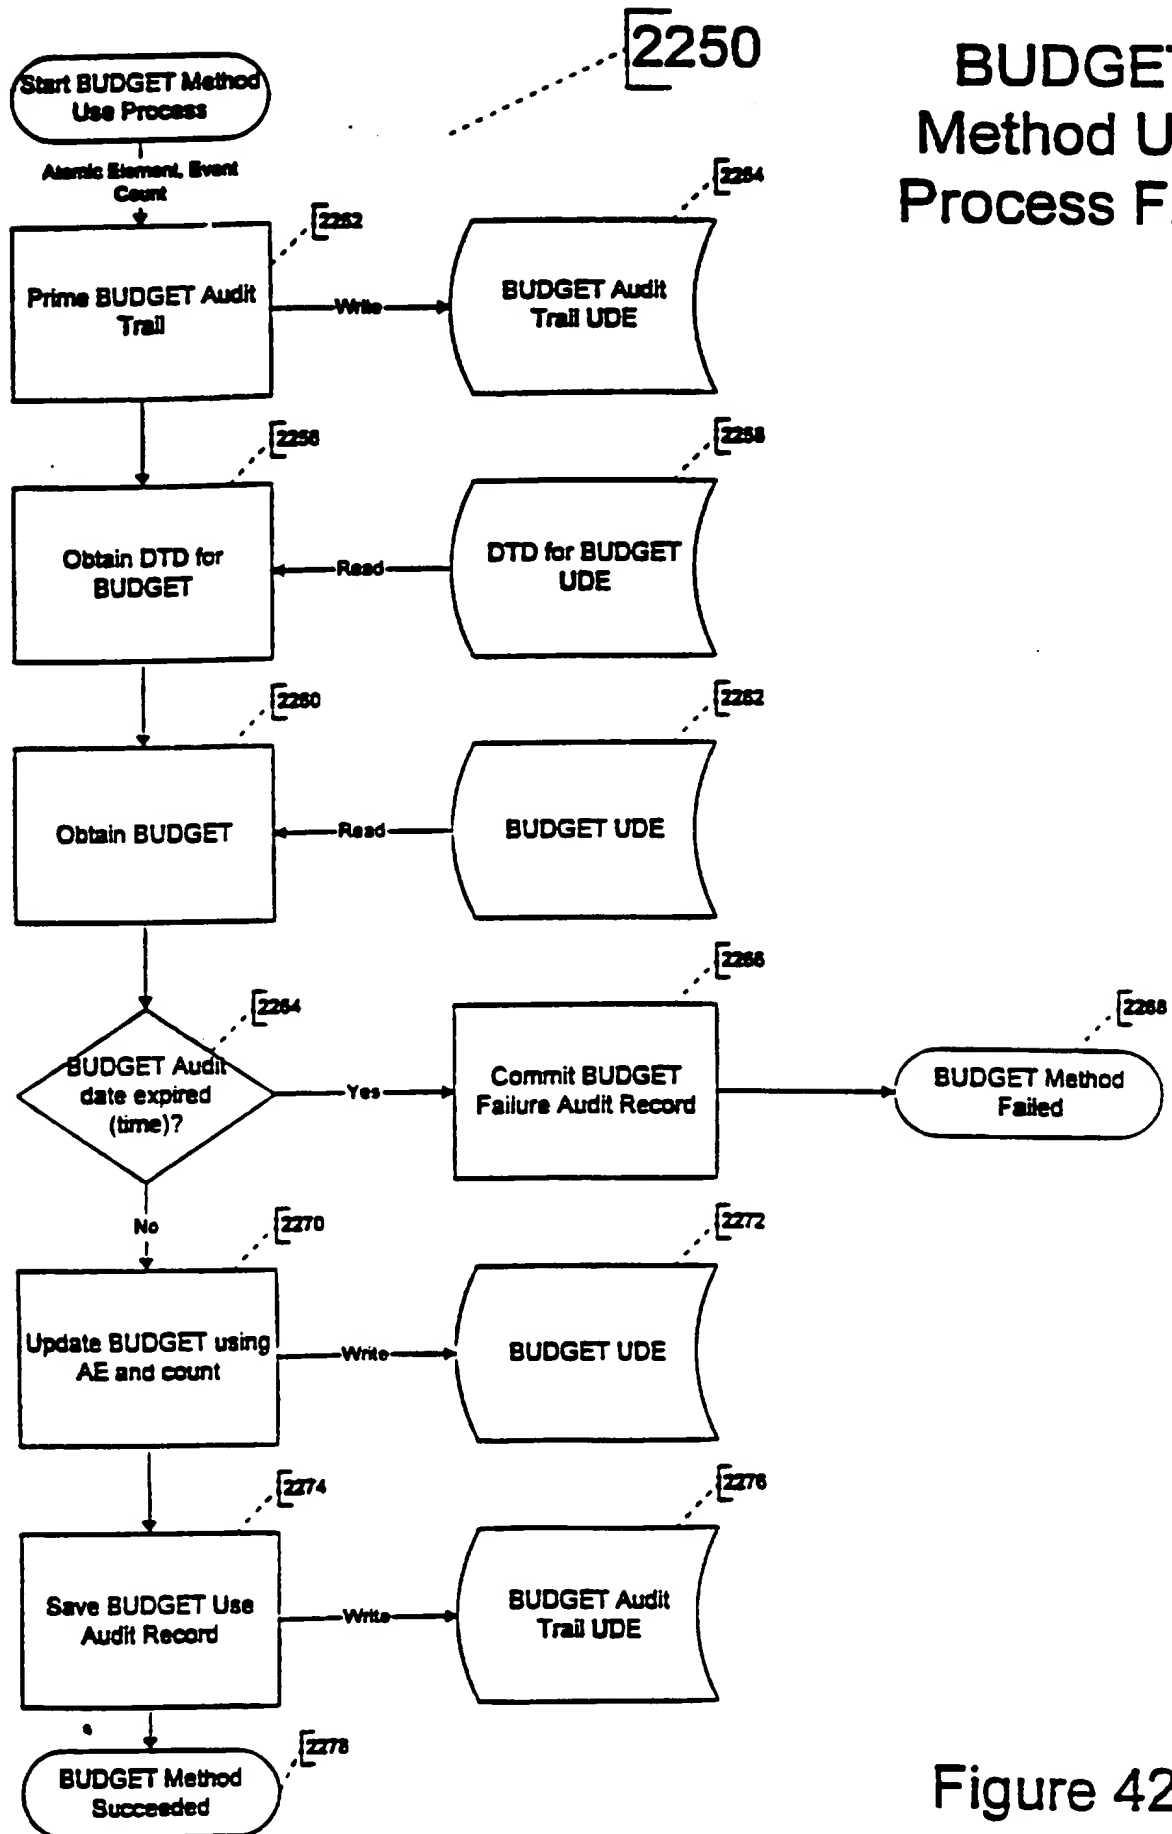 2250
BUDGET
Method U
Process F
Start BUDGET Method
Use Process
Atomic Element, Event
Count
2252
2254
Prime BUDGET Audit
Trail
Write
BUDGET Audit
Trail UDE
2256
2258
Obtain DTD for
BUDGET
Read
DTD for BUDGET
UDE
2260
2262
Obtain BUDGET
Read
BUDGET UDE
2264
2266
2268
BUDGET Audit
date expired
(time)?
Yes
Commit BUDGET
Failure Audit Record
BUDGET Method
Failed
No
2270
2272
Update BUDGET using
AE and count
Write
BUDGET UDE
2274
2276
Save BUDGET Use
Audit Record
Write
BUDGET Audit
Trail UDE
2278
BUDGET Method
Succeeded
Figure 42